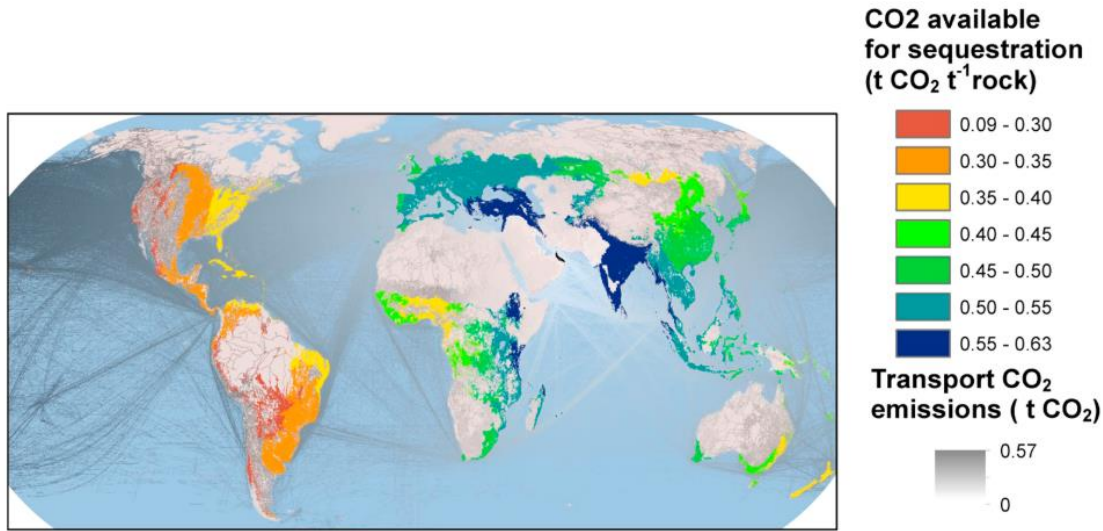 CO2 available
for sequestration
(t CO₂ t⁻¹rock)
0.09 - 0.30
0.30 - 0.35
0.35 - 0.40
0.40 - 0.45
0.45 - 0.50
0.50 - 0.55
0.55 - 0.63
Transport CO₂
emissions ( t CO₂)
0.57
0